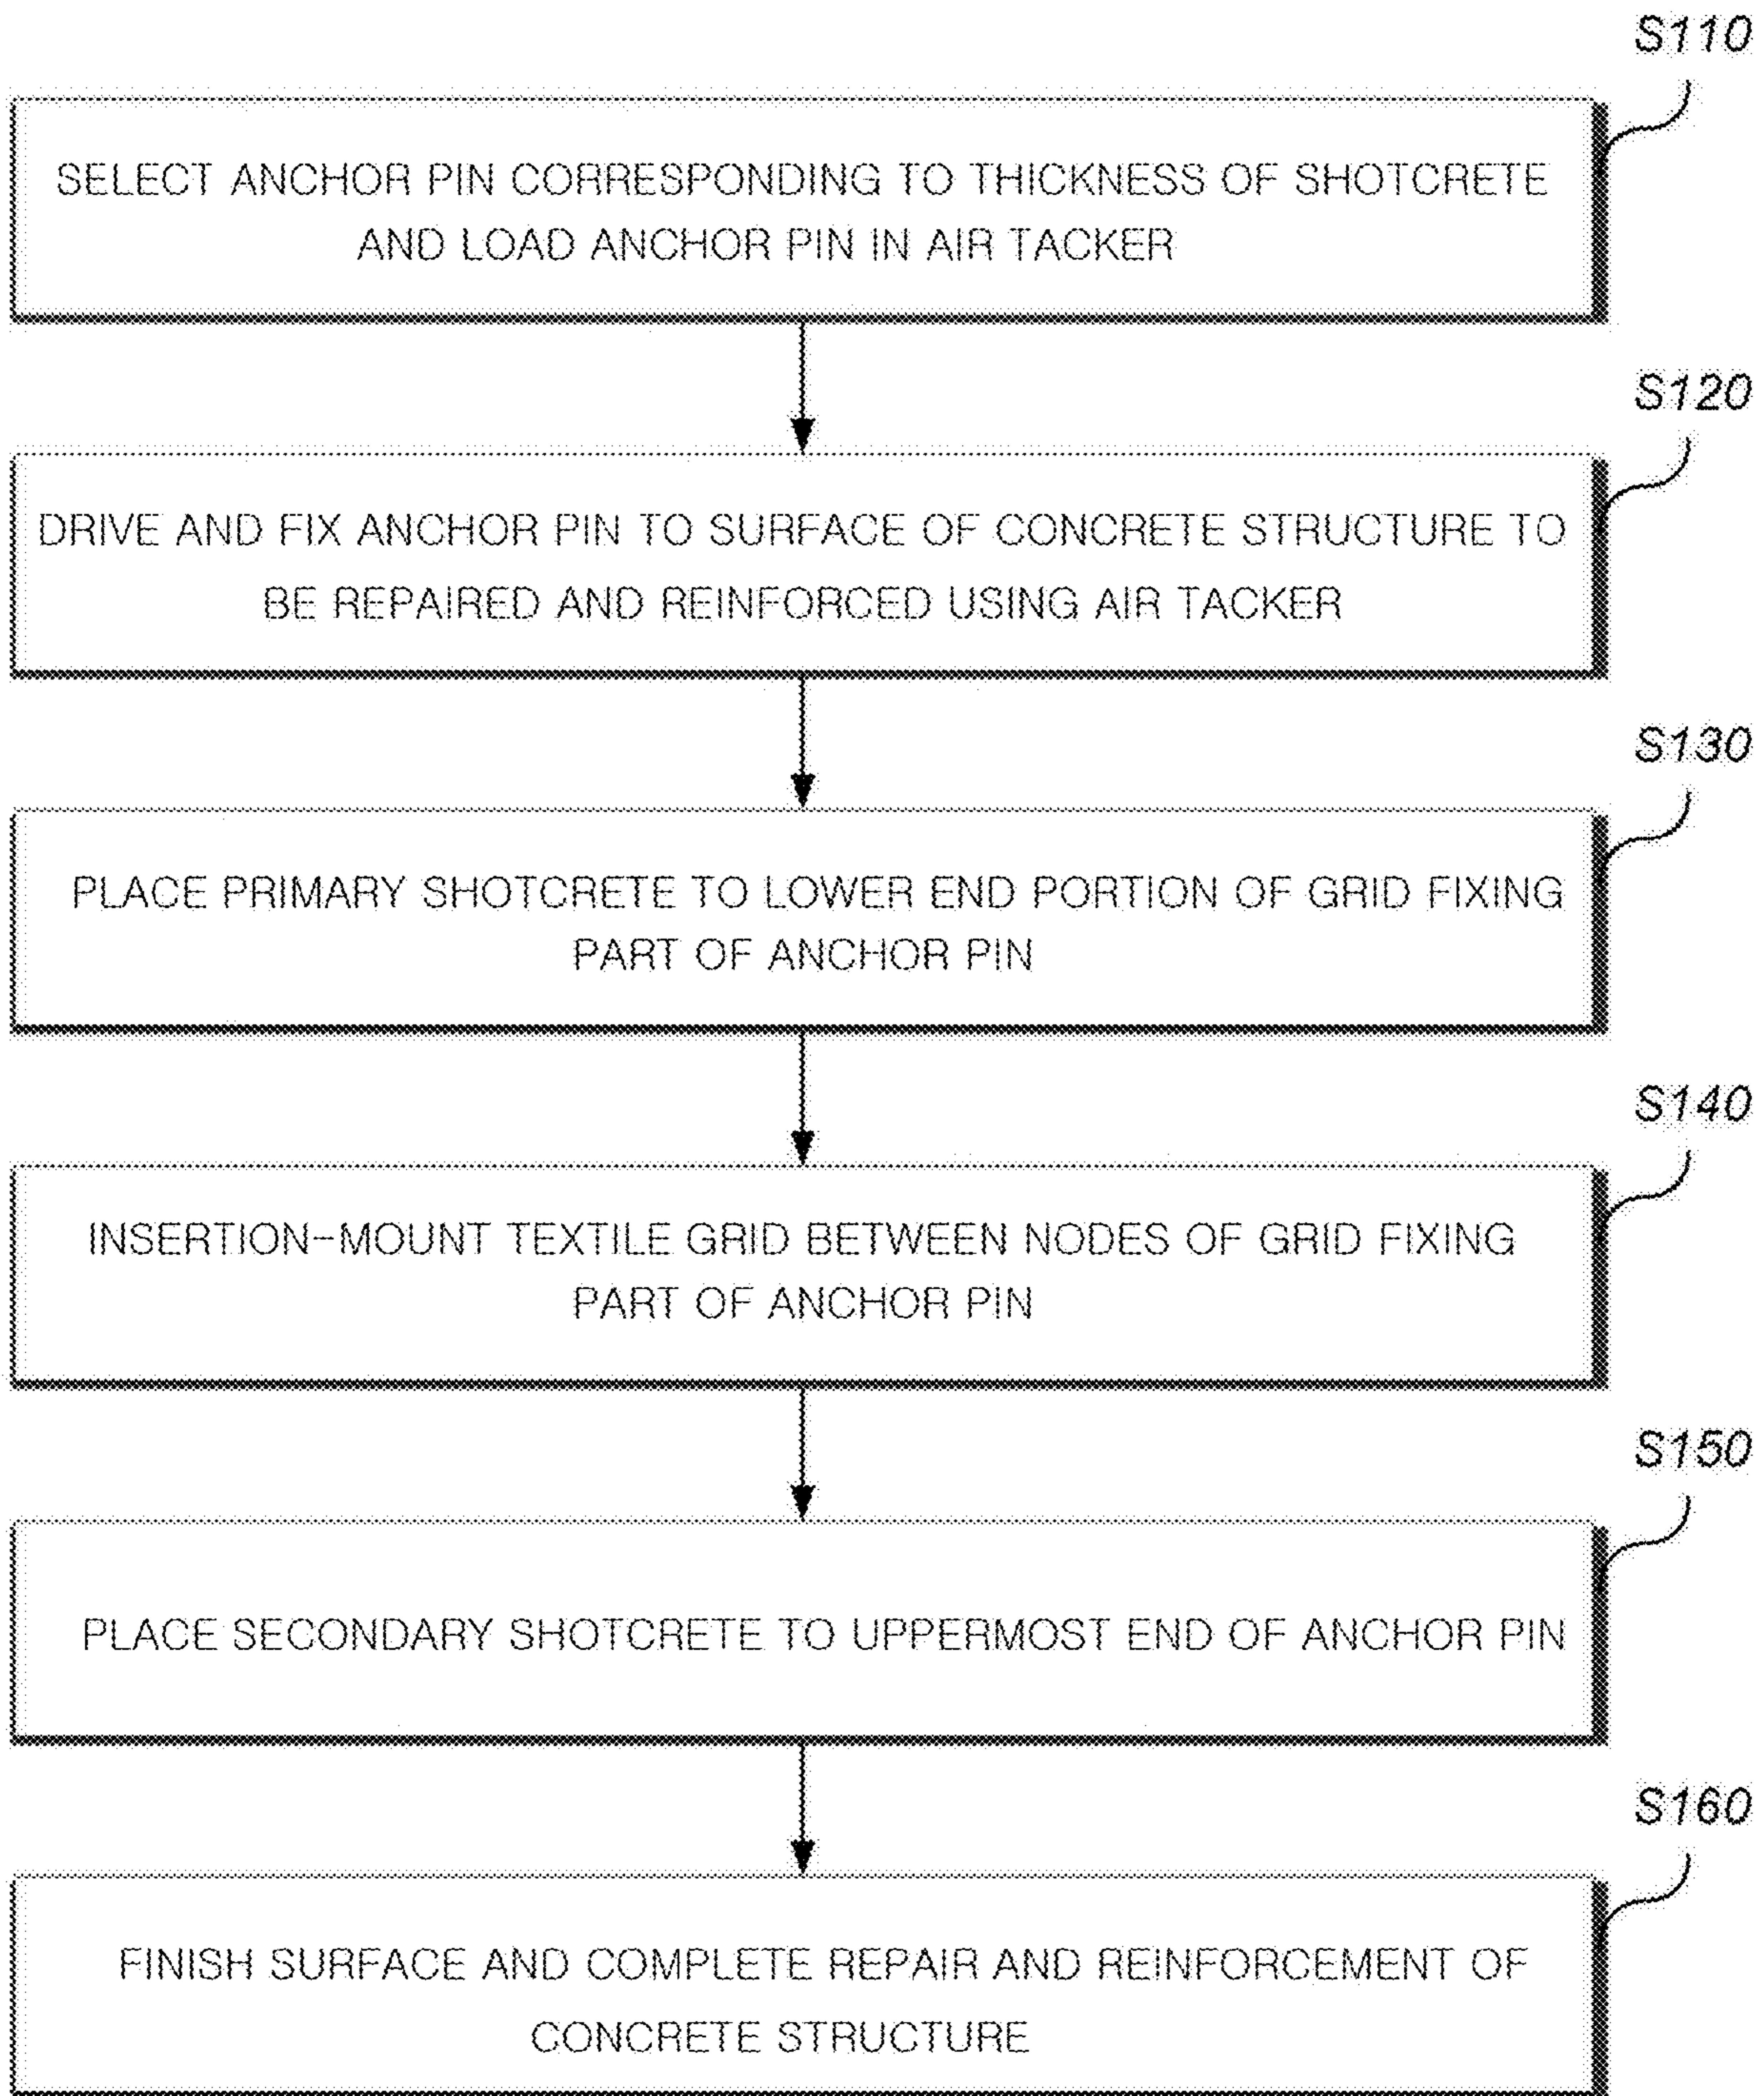 S110
SELECT ANCHOR PIN CORRESPONDING TO THICKNESS OF SHOTCRETE
AND LOAD ANCHOR PIN IN AIR TACKER
S120
DRIVE AND FIX ANCHOR PIN TO SURFACE OF CONCRETE STRUCTURE TO
BE REPAIRED AND REINFORCED USING AIR TACKER
S130
PLACE PRIMARY SHOTCRETE TO LOWER END PORTION OF GRID FIXING
PART OF ANCHOR PIN
S140
INSERTION-MOUNT TEXTILE GRID BETWEEN NODES OF GRID FIXING
PART OF ANCHOR PIN
S150
PLACE SECONDARY SHOTCRETE TO UPPERMOST END OF ANCHOR PIN
S160
FINISH SURFACE AND COMPLETE REPAIR AND REINFORCEMENT OF
CONCRETE STRUCTURE